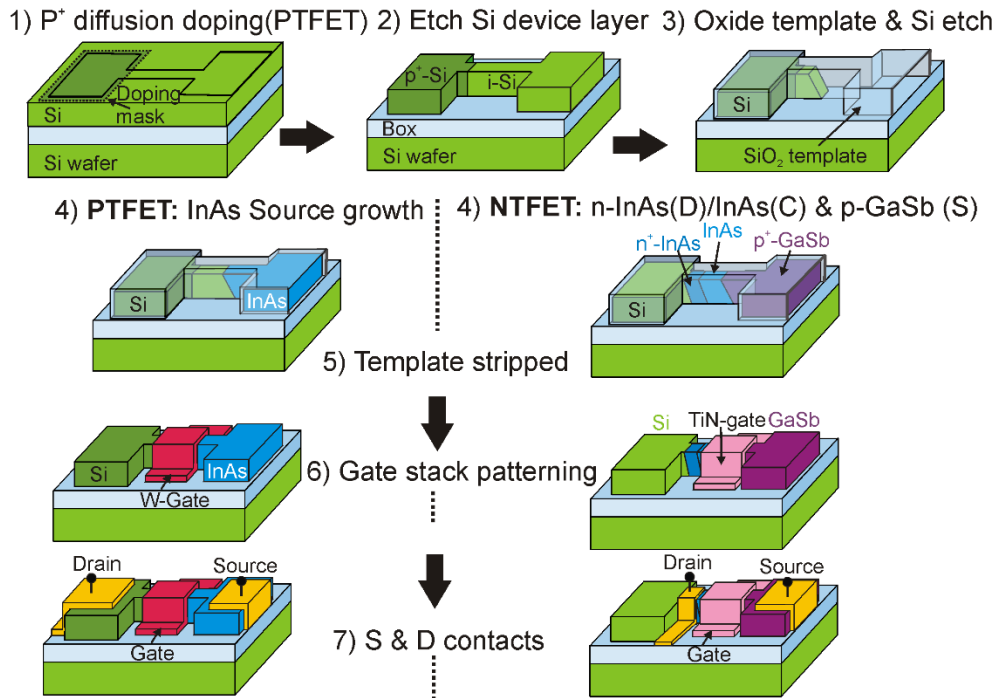 1) P⁺ diffusion doping(PTFET) 2) Etch Si device layer 3) Oxide template & Si etch
Doping
mask
Si
Si wafer
p⁺-Si
i-Si
Box
Si wafer
Si
SiO₂ template
4) PTFET: InAs Source growth
4) NTFET: n-InAs(D)/InAs(C) & p-GaSb (S)
Si
InAs
n⁺-InAs
InAs
p⁺-GaSb
Si
5) Template stripped
Si
InAs
W-Gate
6) Gate stack patterning
Si
TiN-gate
GaSb
Drain
Source
Gate
7) S & D contacts
Drain
Source
Gate